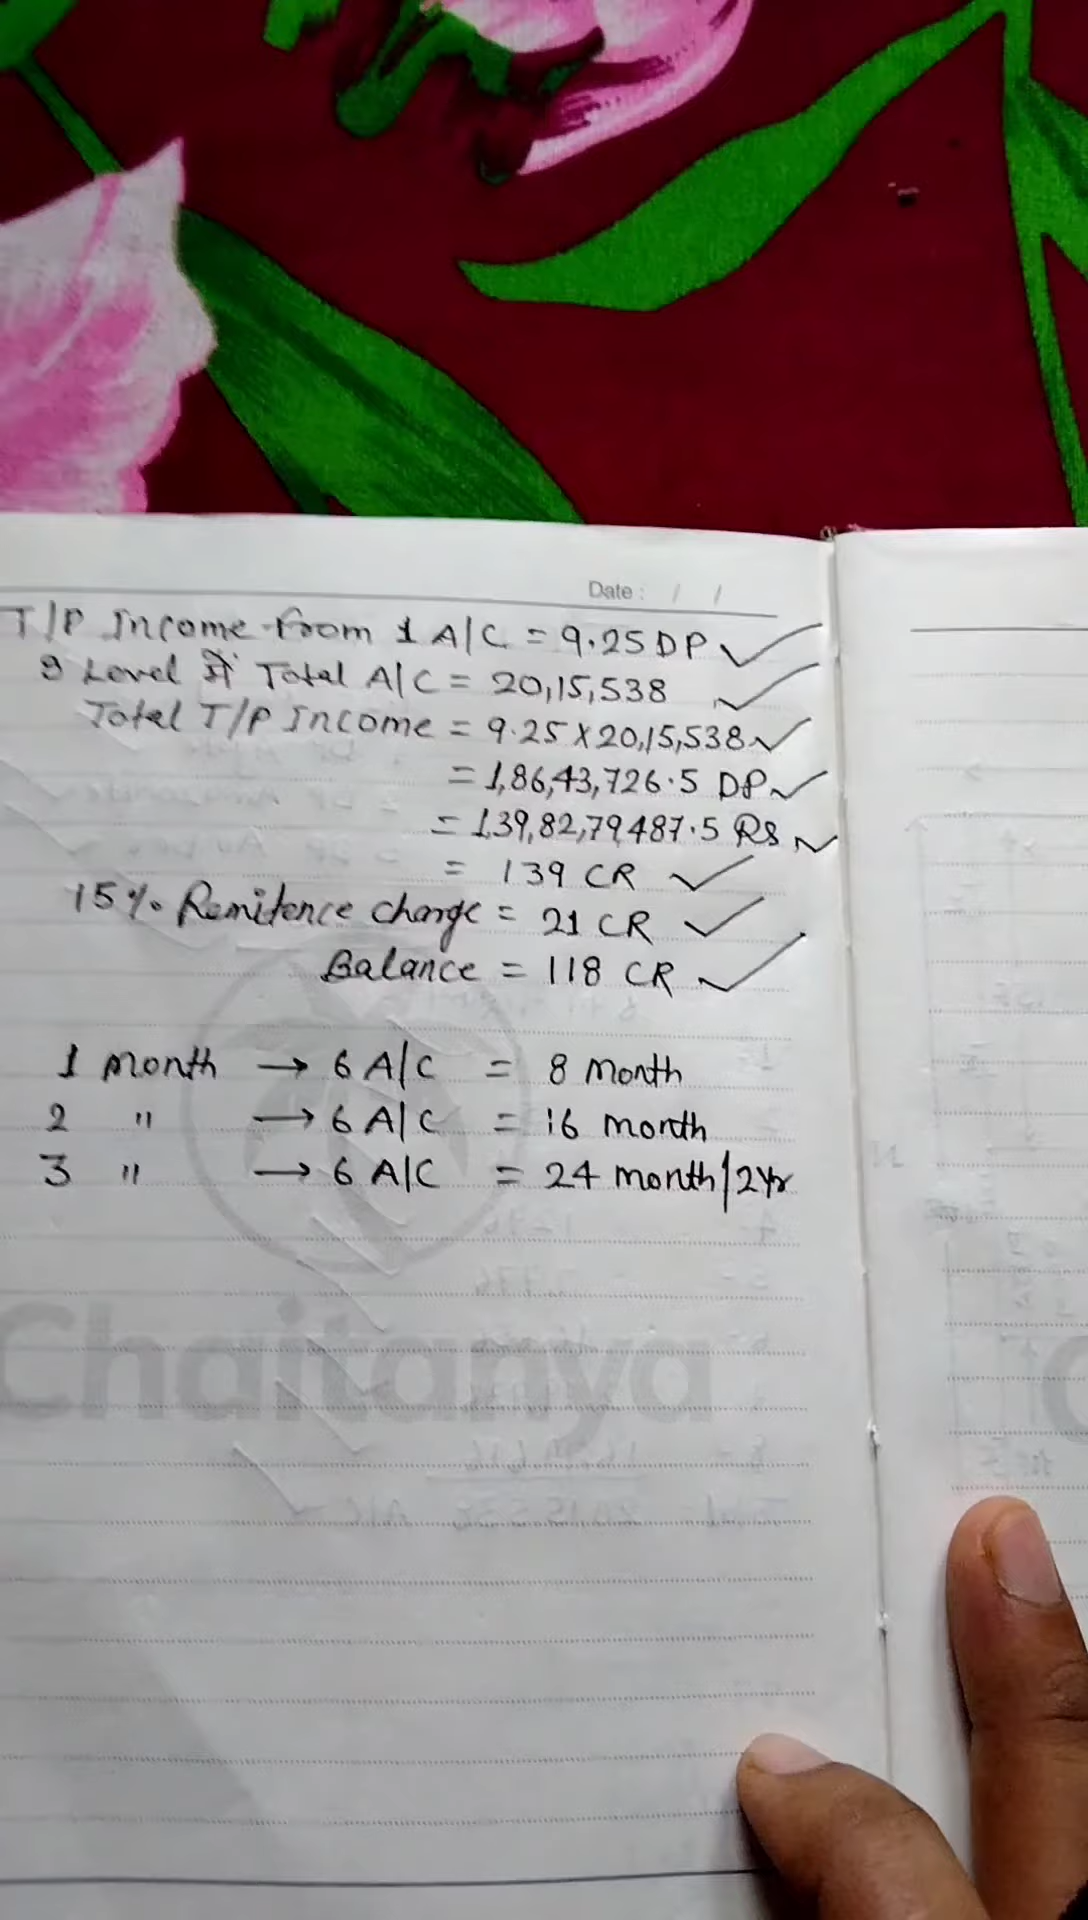 Date : / /
T/P Income from 1 A/C = 9.25 DP
9 Level में Total A/C = 20,15,538
Total T/P Income = 9.25 X 20,15,538
= 1,86,43,726.5 DP
= 139,82,79,487.5 RS
= 139 CR
15% Remitence charge = 21 CR
Balance = 118 CR
1 month → 6 A/C = 8 month
2 " → 6 A/C = 16 month
3 " → 6 A/C = 24 month/2yr
Chaitanya